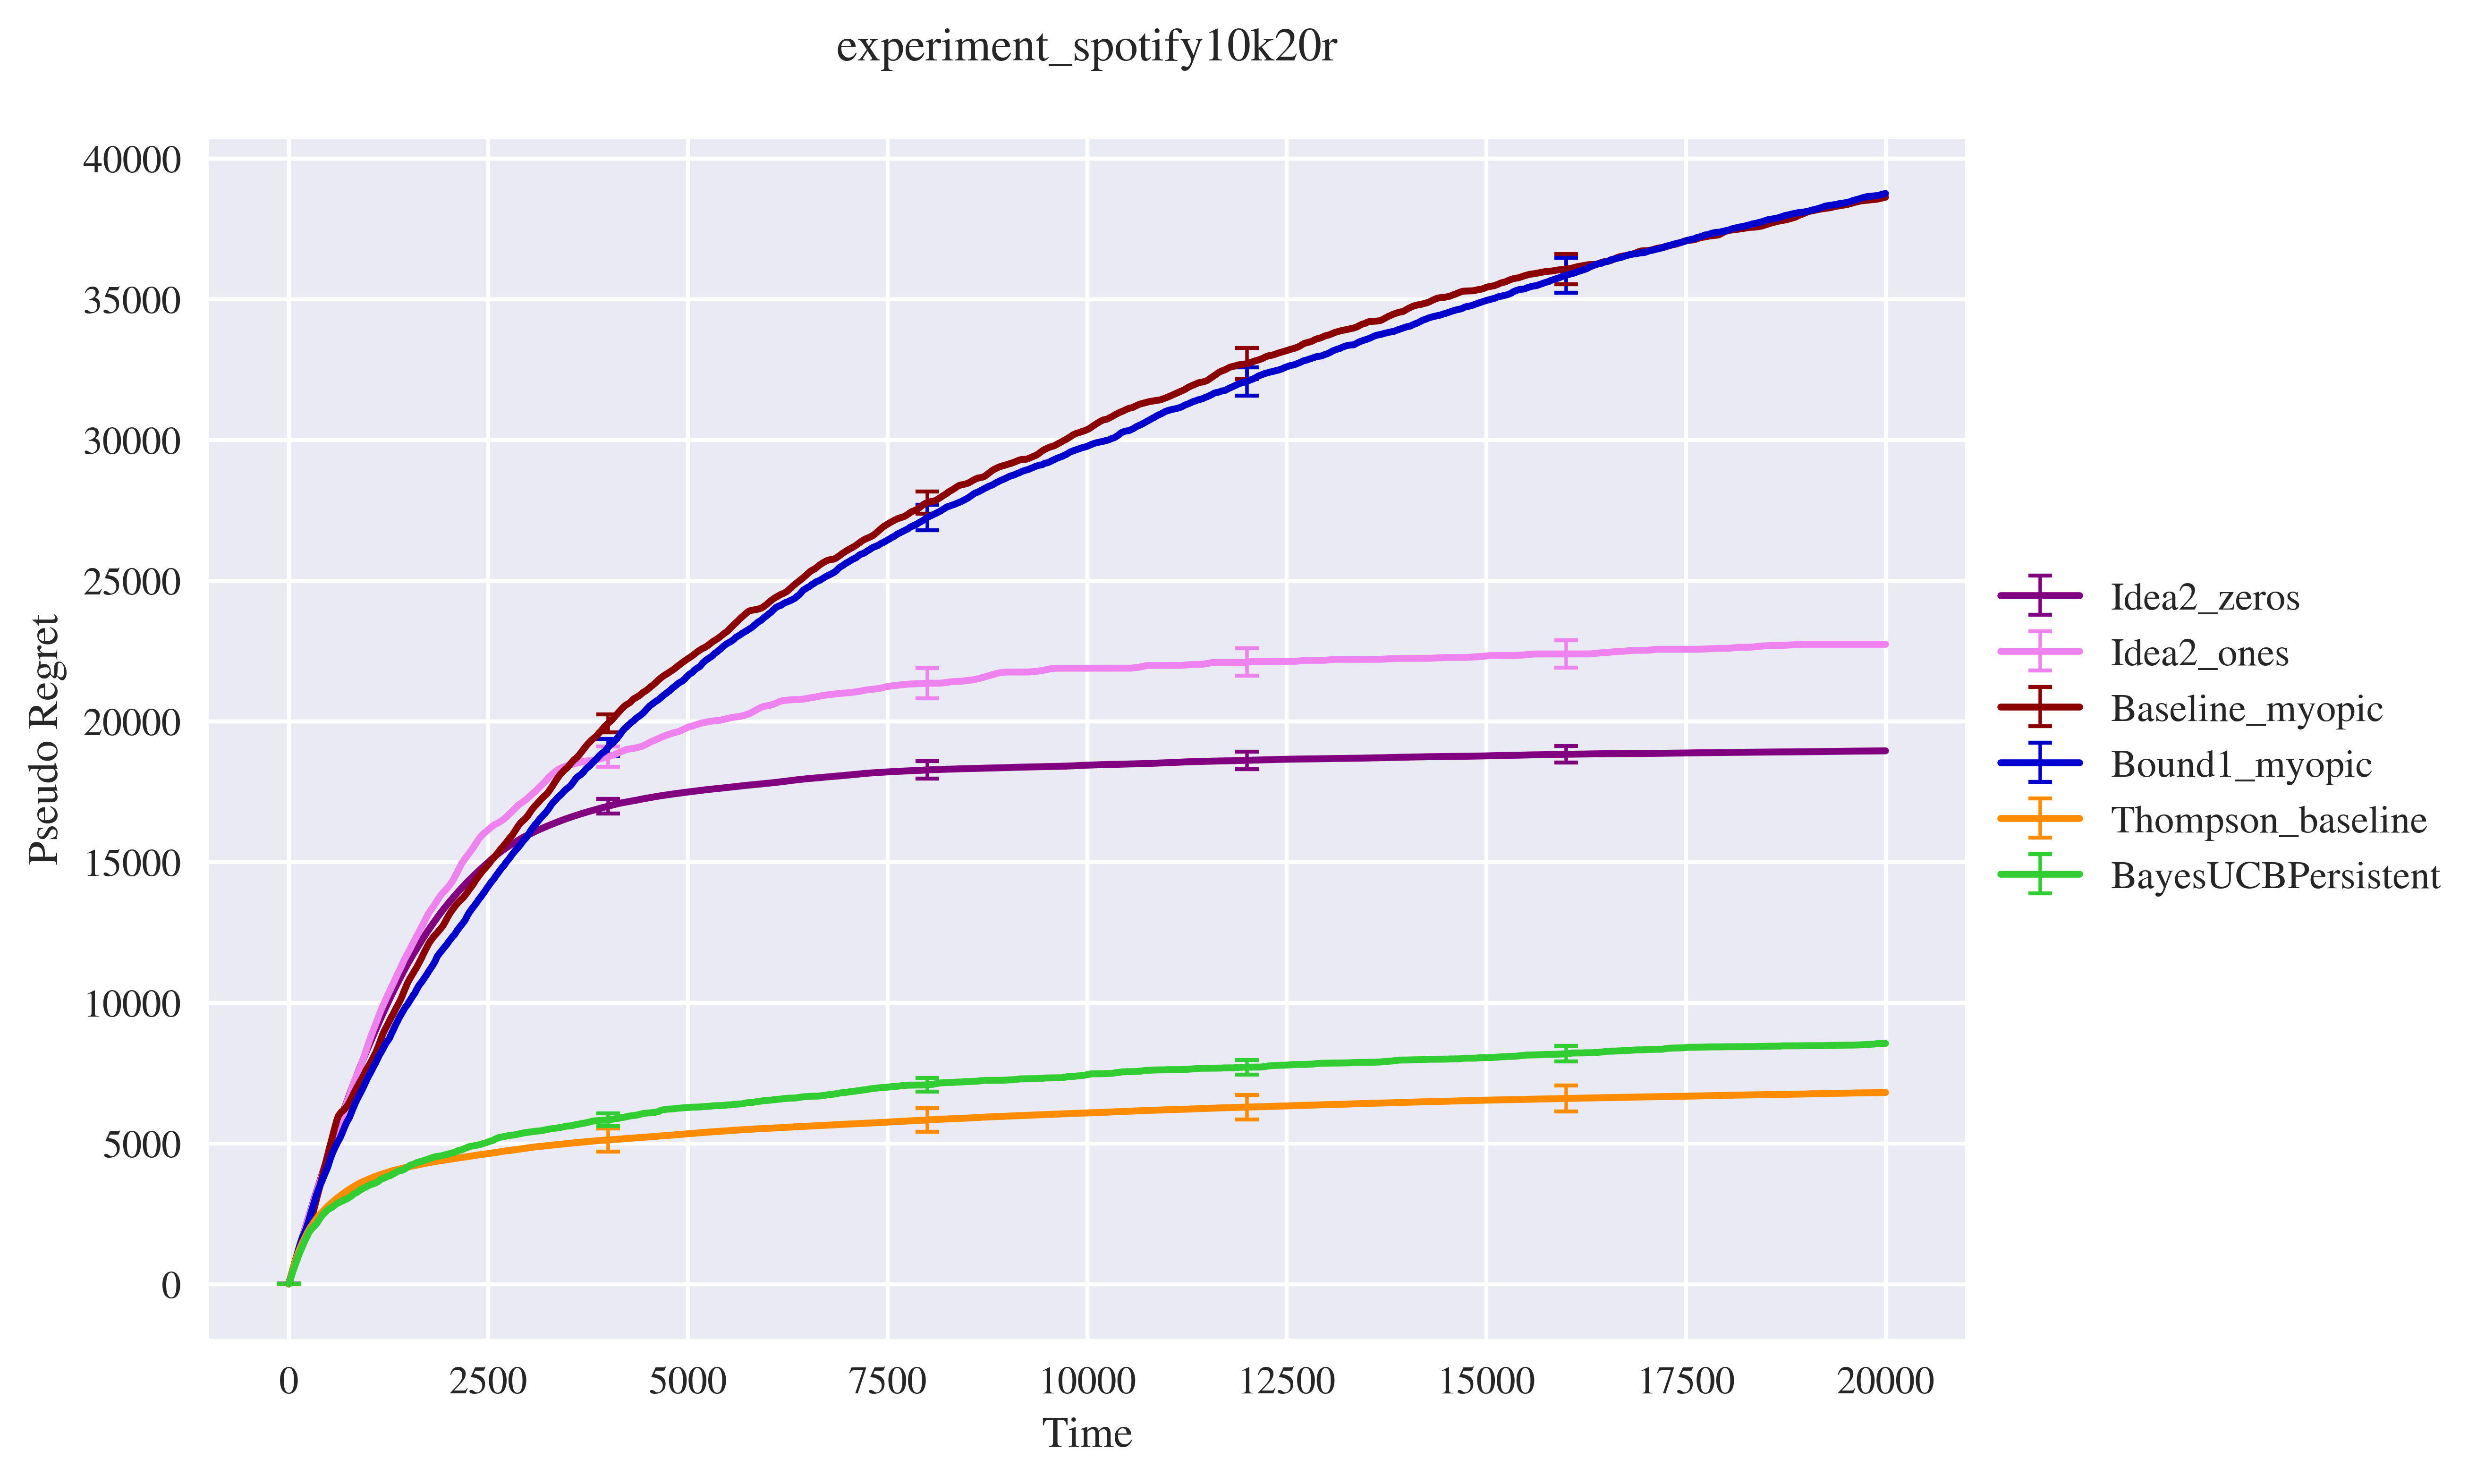 experiment_spotify10k20r
40000
35000
30000
25000
20000
15000
10000
5000
0
Pseudo Regret
0 2500 5000 7500 10000 12500 15000 17500 20000
Time
Idea2_zeros
Idea2_ones
Baseline_myopic
Bound1_myopic
Thompson_baseline
BayesUCBPersistent